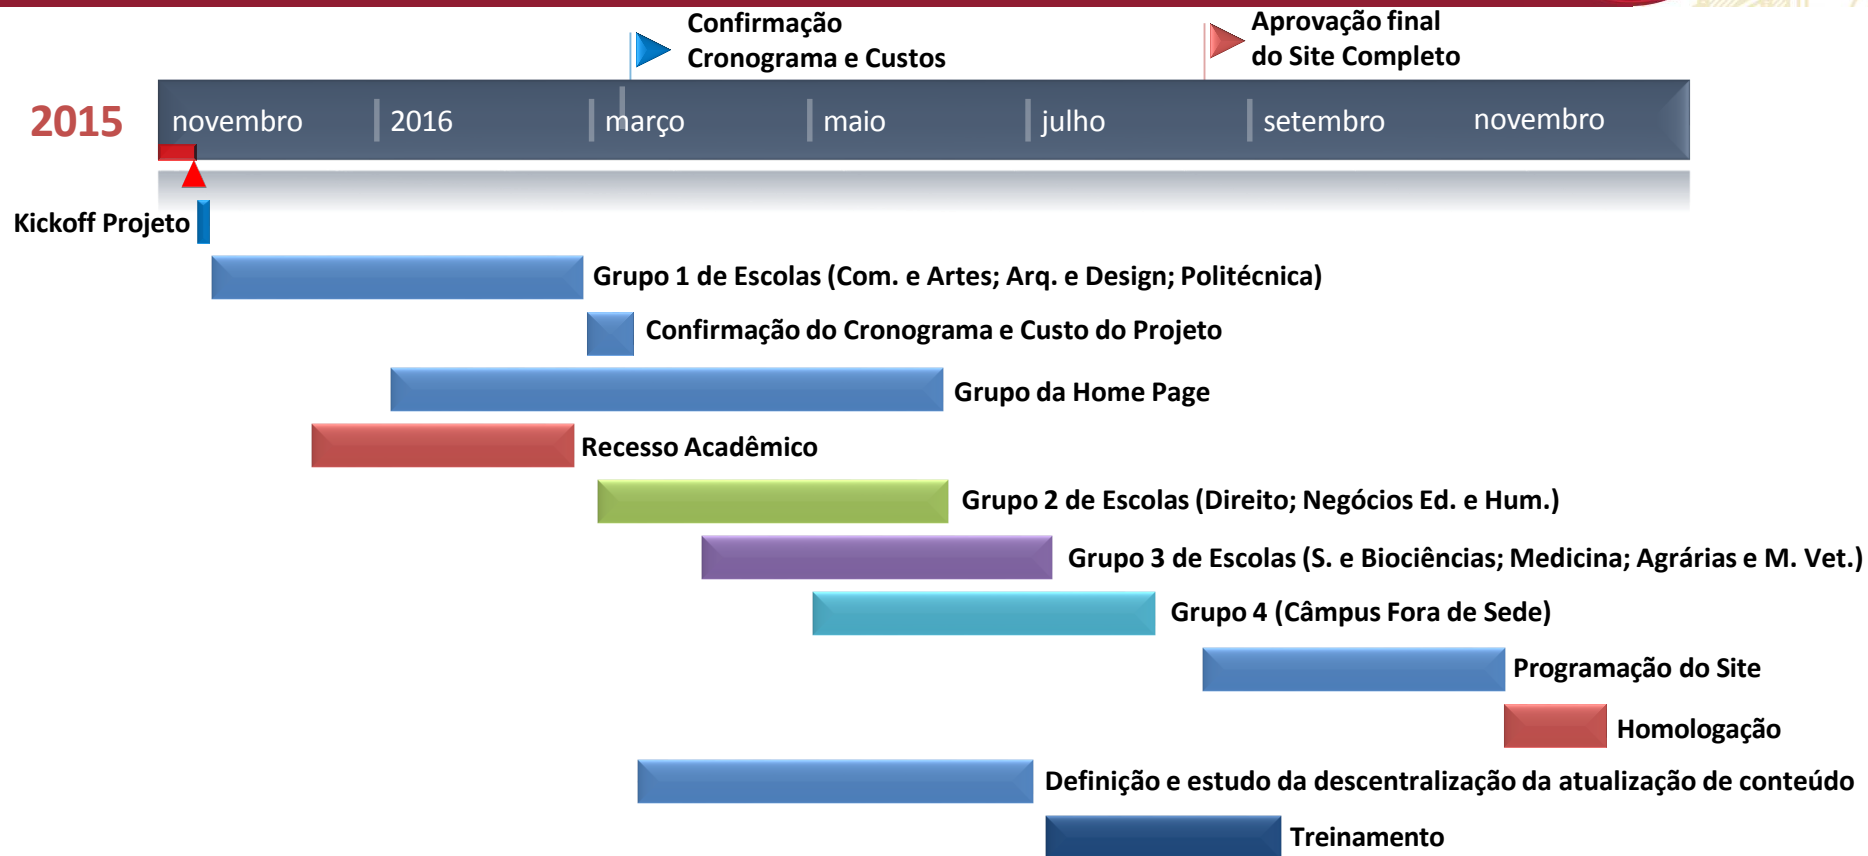 Confirmação
Cronograma e Custos
Aprovação final
do Site Completo
2015
novembro
2016
março
maio
julho
setembro
novembro
Kickoff Projeto
Grupo 1 de Escolas (Com. e Artes; Arq. e Design; Politécnica)
Confirmação do Cronograma e Custo do Projeto
Grupo da Home Page
Recesso Acadêmico
Grupo 2 de Escolas (Direito; Negócios Ed. e Hum.)
Grupo 3 de Escolas (S. e Biociências; Medicina; Agrárias e M. Vet.)
Grupo 4 (Câmpus Fora de Sede)
Programação do Site
Homologação
Definição e estudo da descentralização da atualização de conteúdo
Treinamento